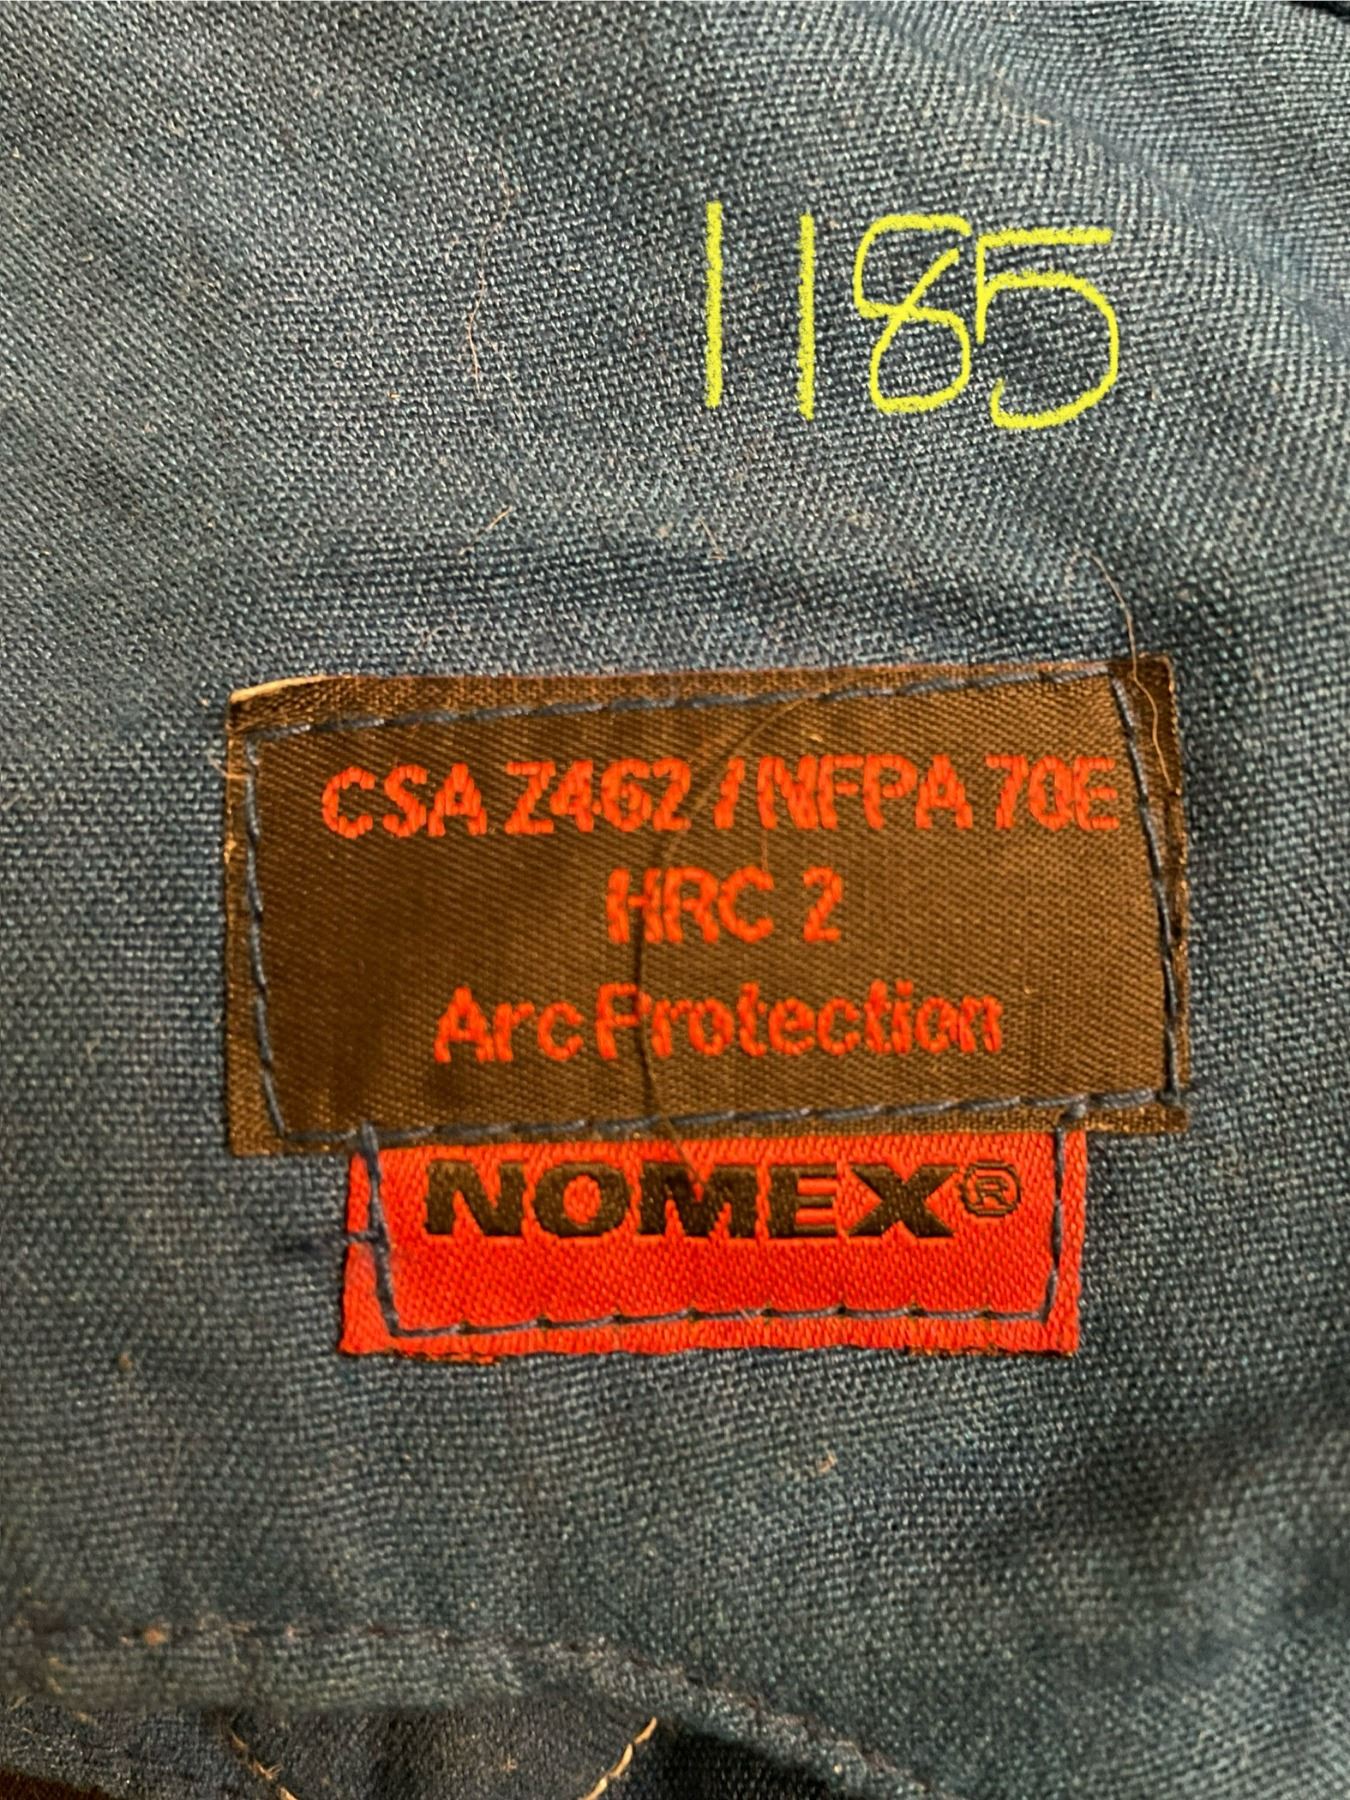 1185
CSA Z462 / NFPA 70E
HRC 2
Arc Protection
NOMEX®